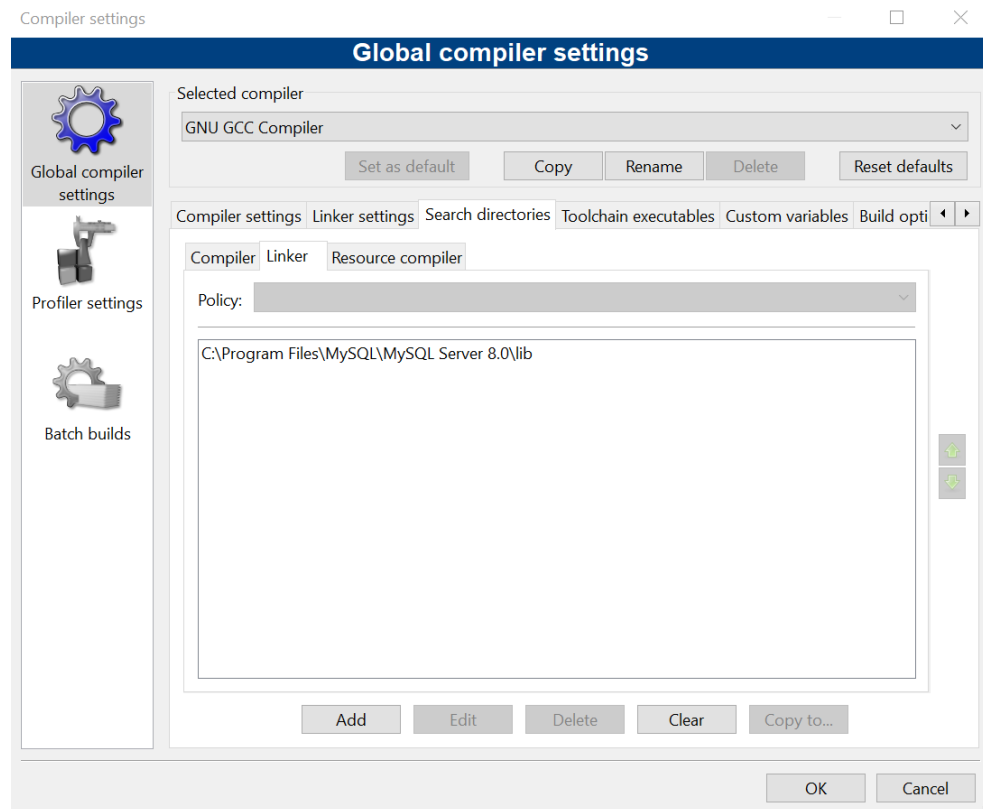 Compiler settings
Global compiler settings
Global compiler
settings
Profiler settings
Batch builds
Selected compiler
GNU GCC Compiler
Set as default Copy Rename Delete Reset defaults
Compiler settings Linker settings Search directories Toolchain executables Custom variables Build opti
Compiler Linker Resource compiler
Policy:
C:\Program Files\MySQL\MySQL Server 8.0\lib
Add Edit Delete Clear Copy to...
OK Cancel